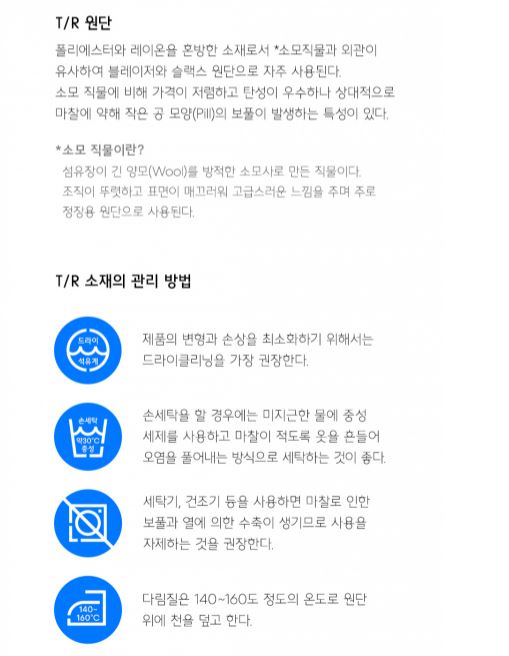 T/R 원단
폴리에스터와 레이온을 혼방한 소재로서 *소모직물과 외관이
유사하여 블레이저와 슬랙스 원단으로 자주 사용된다.
소모 직물에 비해 가격이 저렴하고 탄성이 우수하나 상대적으로
마찰에 약해 작은 공 모양(Pill)의 보풀이 발생하는 특성이 있다.
*소모 직물이란?
섬유장이 긴 양모(Wool)를 방적한 소모사로 만든 직물이다.
조직이 뚜렷하고 표면이 매끄러워 고급스러운 느낌을 주며 주로
정장용 원단으로 사용된다.
T/R 소재의 관리 방법
드라이
석유계
제품의 변형과 손상을 최소화하기 위해서는
드라이클리닝을 가장 권장한다.
손세탁
약30°C
중성
손세탁을 할 경우에는 미지근한 물에 중성
세제를 사용하고 마찰이 적도록 옷을 흔들어
오염을 풀어내는 방식으로 세탁하는 것이 좋다.
세탁기, 건조기 등을 사용하면 마찰로 인한
보풀과 열에 의한 수축이 생기므로 사용을
자제하는 것을 권장한다.
140~
160°C
다림질은 140~160도 정도의 온도로 원단
위에 천을 덮고 한다.